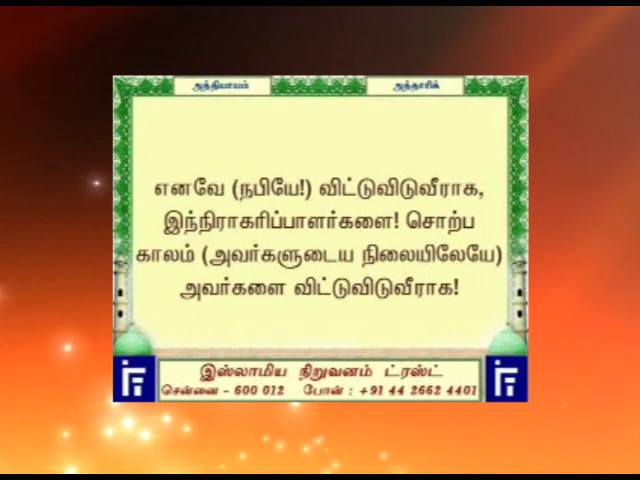 அத்தியாயம் அத்தாரிக்
எனவே (நபியே!) விட்டுவிடுவீராக,
இந்நிராகரிப்பாளர்களை! சொற்ப
காலம் (அவர்களுடைய நிலையிலேயே)
அவர்களை விட்டுவிடுவீராக!
இஸ்லாமிய நிறுவனம் ட்ரஸ்ட்
சென்னை - 600 012 போன் : +91 44 2662 4401